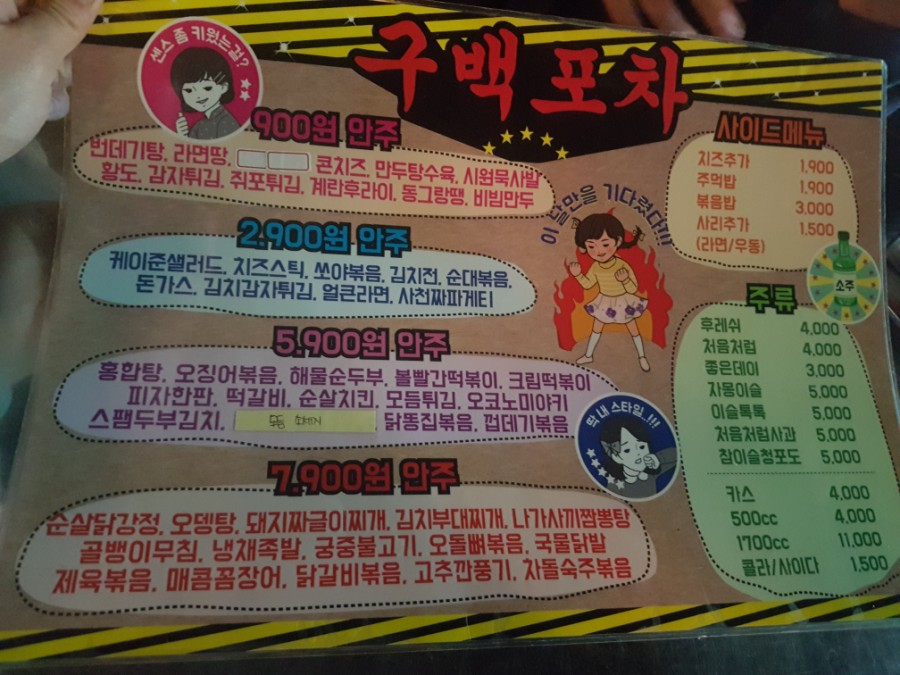 구백포차
센스 좀 키웠는걸?
900원 안주
번데기탕, 라면땅, 콘치즈, 만두탕수육, 시원묵사발
황도, 감자튀김, 쥐포튀김, 계란후라이, 동그랑땡, 비빔만두
2.900원 안주
케이준샐러드, 치즈스틱, 쏘야볶음, 김치전, 순대볶음,
돈가스, 김치감자튀김, 얼큰라면, 사천짜파게티
이 달만을 기다렸다!!!
5.900원 안주
홍합탕, 오징어볶음, 해물순두부, 볼빨간떡볶이, 크림떡볶이
피자한판, 떡갈비, 순살치킨, 모듬튀김, 오코노미야키
스팸두부김치, 닭똥집볶음, 껍데기볶음
딱 내 스타일!!!
7.900원 안주
순살닭강정, 오뎅탕, 돼지짜글이찌개, 김치부대찌개, 나가사끼짬뽕탕
골뱅이무침, 냉채족발, 궁중불고기, 오돌뼈볶음, 국물닭발
제육볶음, 매콤꼼장어, 닭갈비볶음, 고추깐풍기, 차돌숙주볶음
사이드메뉴
치즈추가 1.900
주먹밥 1.900
볶음밥 3.000
사리추가 1.500
(라면/우동)
소주
주류
후레쉬 4,000
처음처럼 4,000
좋은데이 3,000
자몽이슬 5,000
이슬톡톡 5,000
처음처럼사과 5,000
참이슬청포도 5,000
카스 4,000
500cc 4,000
1700cc 11,000
콜라/사이다 1,500